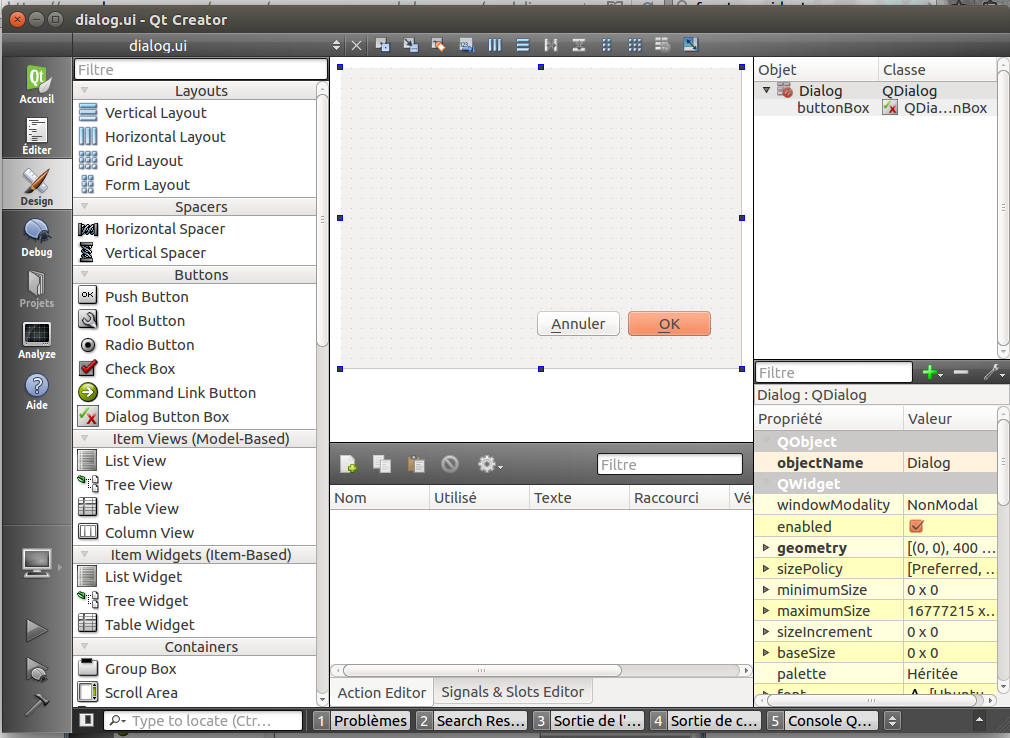 dialog.ui - Qt Creator
dialog.ui
Accueil
Éditer
Design
Debug
Projets
Analyze
Aide
Filtre
Layouts
Vertical Layout
Horizontal Layout
Grid Layout
Form Layout
Spacers
Horizontal Spacer
Vertical Spacer
Buttons
OK Push Button
Tool Button
Radio Button
Check Box
Command Link Button
Dialog Button Box
Item Views (Model-Based)
List View
Tree View
Table View
Column View
Item Widgets (Item-Based)
List Widget
Tree Widget
Table Widget
Containers
Group Box
Scroll Area
Annuler OK
Filtre
Nom Utilisé Texte Raccourci Vé
Action Editor Signals & Slots Editor
Objet Classe
Dialog QDialog
buttonBox QDia...nBox
Filtre
Dialog : QDialog
Propriété Valeur
QObject
objectName Dialog
QWidget
windowModality NonModal
enabled
geometry [(0, 0), 400 ...
sizePolicy [Preferred, ...
minimumSize 0 x 0
maximumSize 16777215 x...
sizeIncrement 0 x 0
baseSize 0 x 0
palette Héritée
font A [Ubuntu
Type to locate (Ctr...
1 Problèmes 2 Search Res... 3 Sortie de l'... 4 Sortie de c... 5 Console Q...